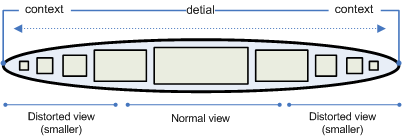 context detial context
Distorted view Normal view Distorted view
(smaller) (smaller)